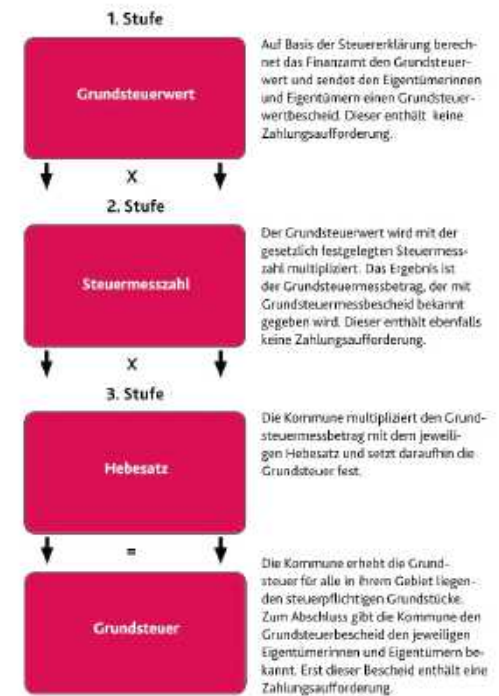 1. Stufe
Grundsteuerwert
Auf Basis der Steuererklärung berech-
net das Finanzamt den Grundsteuer-
wert und sendet den Eigentümerinnen
und Eigentümern einen Grundsteuer-
wertbescheid. Dieser enthält keine
Zahlungsaufforderung.
X
2. Stufe
Steuermesszahl
Der Grundsteuerwert wird mit der
gesetzlich festgelegten Steuermess-
zahl multipliziert. Das Ergebnis ist
der Grundsteuermessbetrag, der mit
Grundsteuermessbescheid bekannt
gegeben wird. Dieser enthält ebenfalls
keine Zahlungsaufforderung.
X
3. Stufe
Hebesatz
Die Kommune multipliziert den Grund-
steuermessbetrag mit dem jeweili-
gen Hebesatz und setzt daraufhin die
Grundsteuer fest.
=
Grundsteuer
Die Kommune erhebt die Grund-
steuer für alle in ihrem Gebiet liegen-
den steuerpflichtigen Grundstücke.
Zum Abschluss gibt die Kommune den
Grundsteuerbescheid den jeweiligen
Eigentümerinnen und Eigentümern be-
kannt. Erst dieser Bescheid enthält eine
Zahlungsaufforderung.